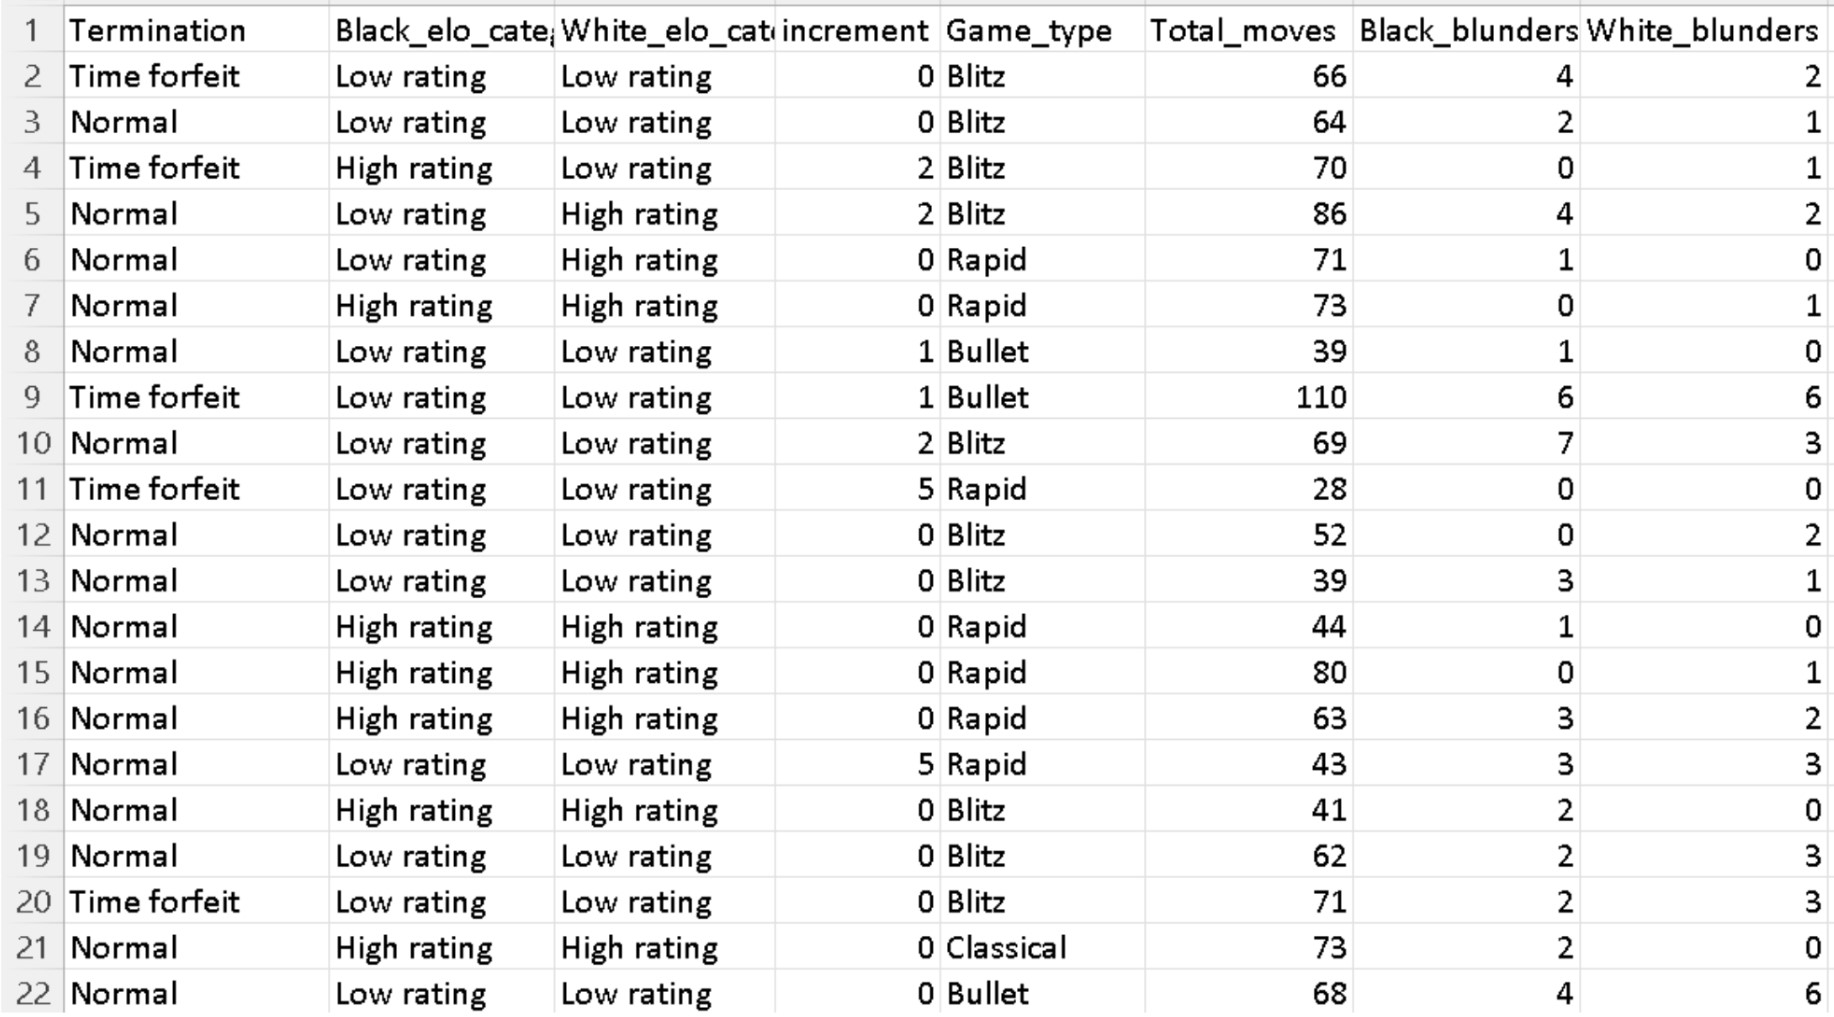 1 Termination Black_elo_categ White_elo_cat increment Game_type Total_moves Black_blunders White_blunders
2 Time forfeit Low rating Low rating 0 Blitz 66 4 2
3 Normal Low rating Low rating 0 Blitz 64 2 1
4 Time forfeit High rating Low rating 2 Blitz 70 0 1
5 Normal Low rating High rating 2 Blitz 86 4 2
6 Normal Low rating High rating 0 Rapid 71 1 0
7 Normal High rating High rating 0 Rapid 73 0 1
8 Normal Low rating Low rating 1 Bullet 39 1 0
9 Time forfeit Low rating Low rating 1 Bullet 110 6 6
10 Normal Low rating Low rating 2 Blitz 69 7 3
11 Time forfeit Low rating Low rating 5 Rapid 28 0 0
12 Normal Low rating Low rating 0 Blitz 52 0 2
13 Normal Low rating Low rating 0 Blitz 39 3 1
14 Normal High rating High rating 0 Rapid 44 1 0
15 Normal High rating High rating 0 Rapid 80 0 1
16 Normal High rating High rating 0 Rapid 63 3 2
17 Normal Low rating Low rating 5 Rapid 43 3 3
18 Normal High rating High rating 0 Blitz 41 2 0
19 Normal Low rating Low rating 0 Blitz 62 2 3
20 Time forfeit Low rating Low rating 0 Blitz 71 2 3
21 Normal High rating High rating 0 Classical 73 2 0
22 Normal Low rating Low rating 0 Bullet 68 4 6